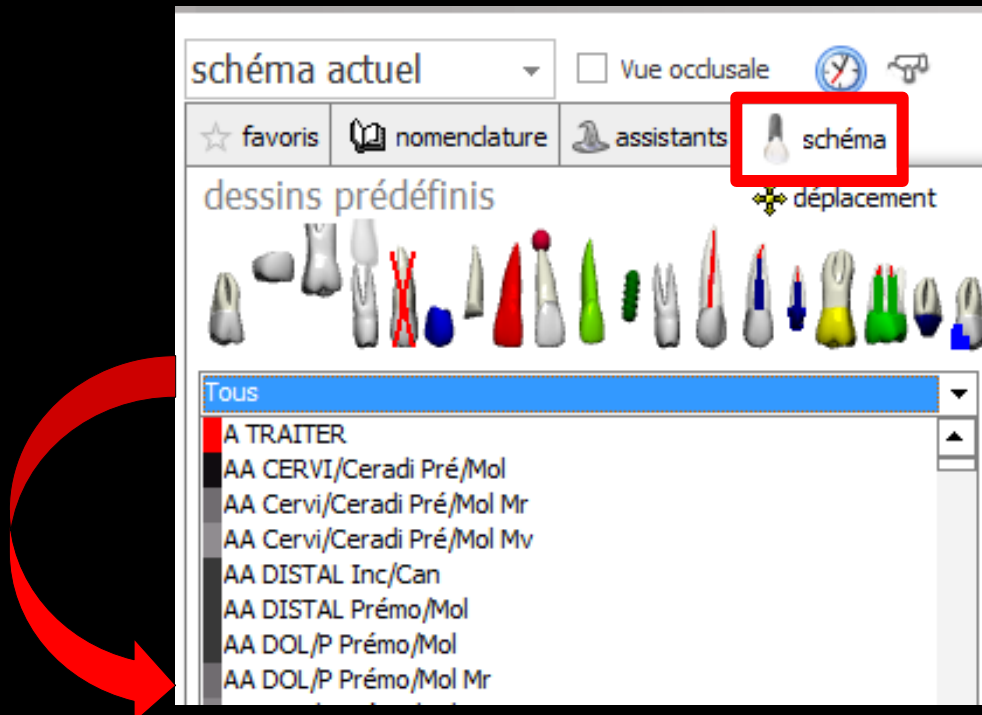 schéma actuel
Vue occlusale
favoris
nomenclature
assistants
schéma
dessins prédéfinis
déplacement
Tous
A TRAITER
AA CERVI/Ceradi Pré/Mol
AA Cervi/Ceradi Pré/Mol Mr
AA Cervi/Ceradi Pré/Mol Mv
AA DISTAL Inc/Can
AA DISTAL Prémo/Mol
AA DOL/P Prémo/Mol
AA DOL/P Prémo/Mol Mr